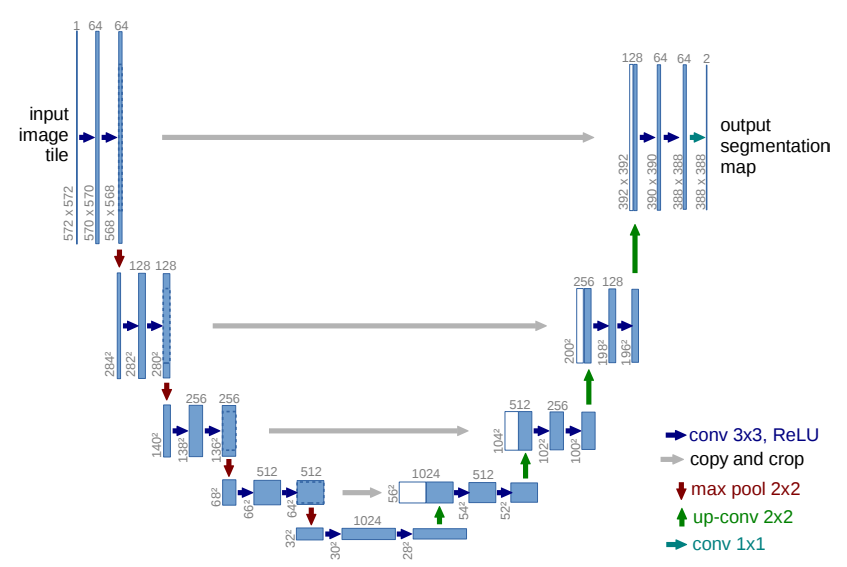 1
64
64
input
image
tile
572 x 572
570 x 570
568 x 568
128
64
64
2
output
segmentation
map
392 x 392
390 x 390
388 x 388
388 x 388
128
128
284²
282²
280²
256
128
200²
198²
196²
256
256
140²
138²
136²
512
256
104²
102²
100²
512
512
68²
66²
64²
1024
512
56²
54²
52²
1024
32²
30²
28²
conv 3x3, ReLU
copy and crop
max pool 2x2
up-conv 2x2
conv 1x1